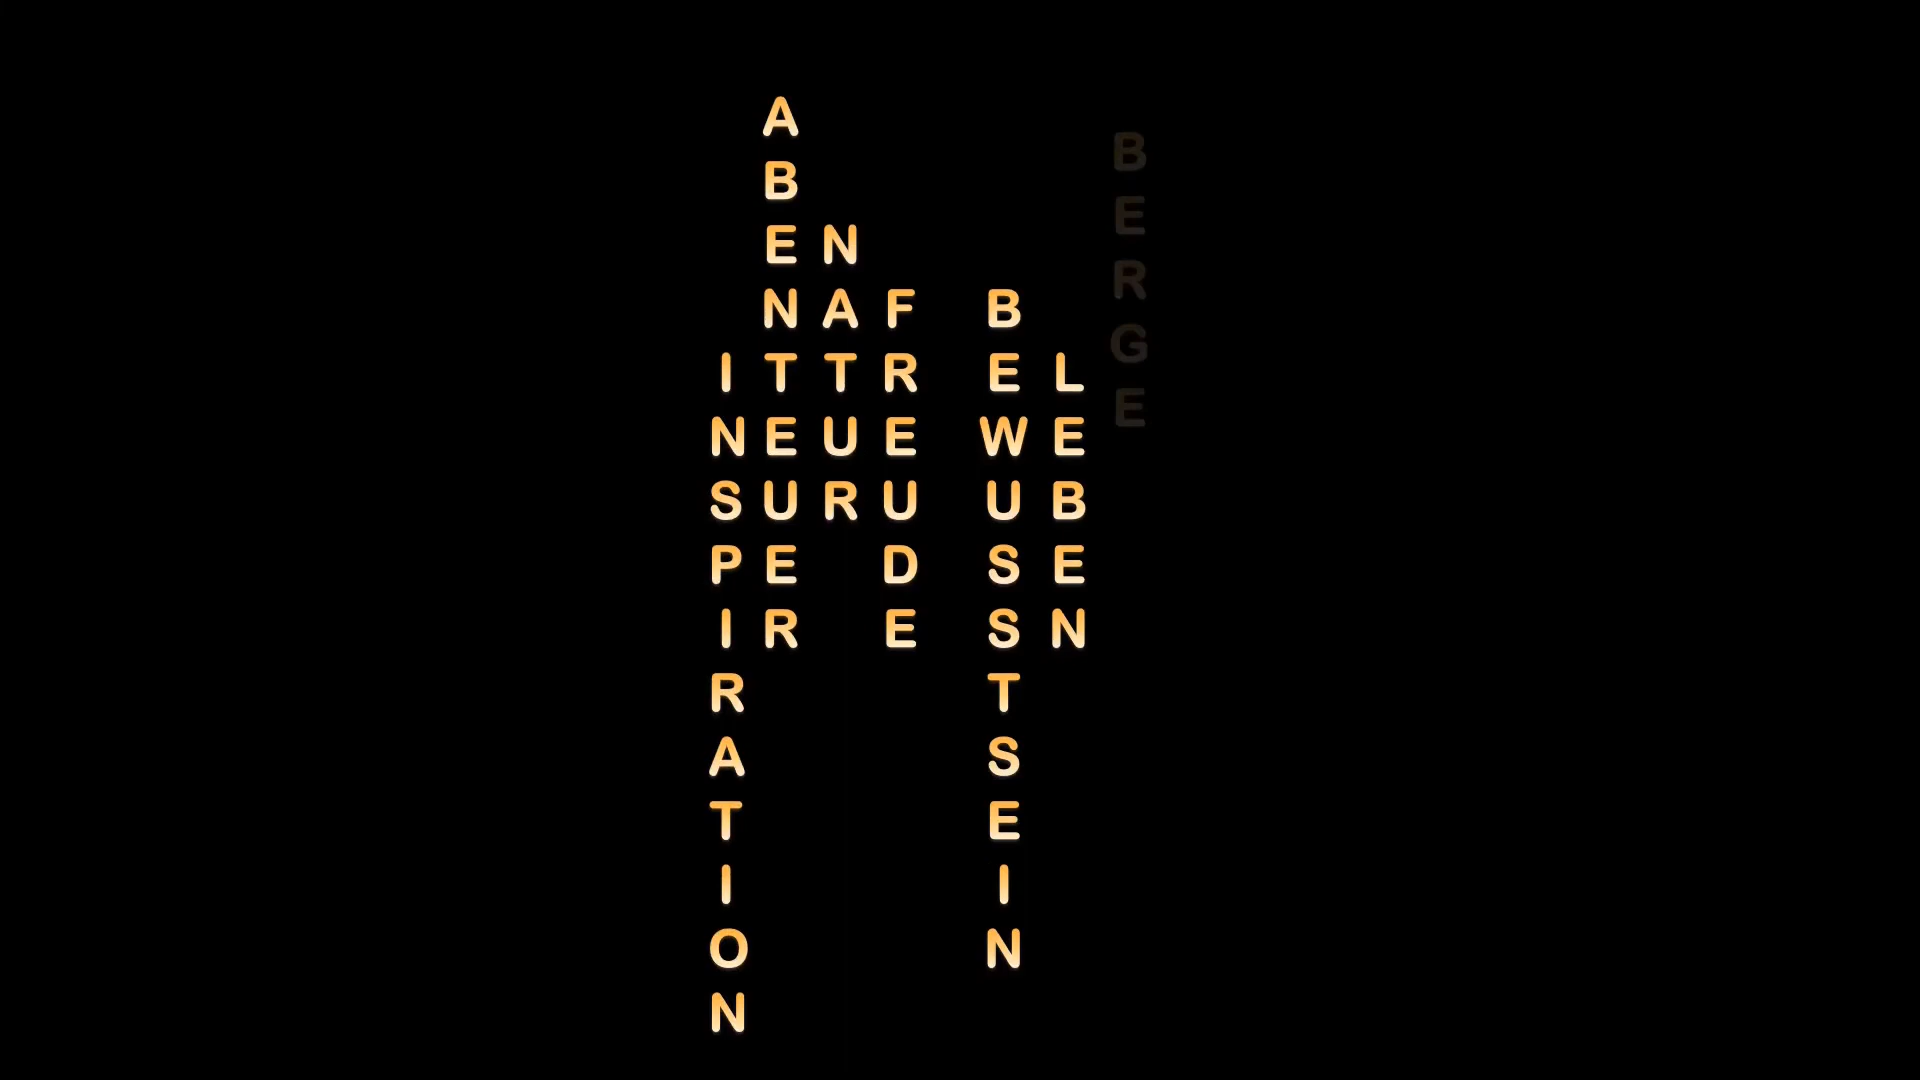 INSPIRATION
ABENTEUER
NATUR
FREUDE
BEWUSSTSEIN
LEBEN
BERGE